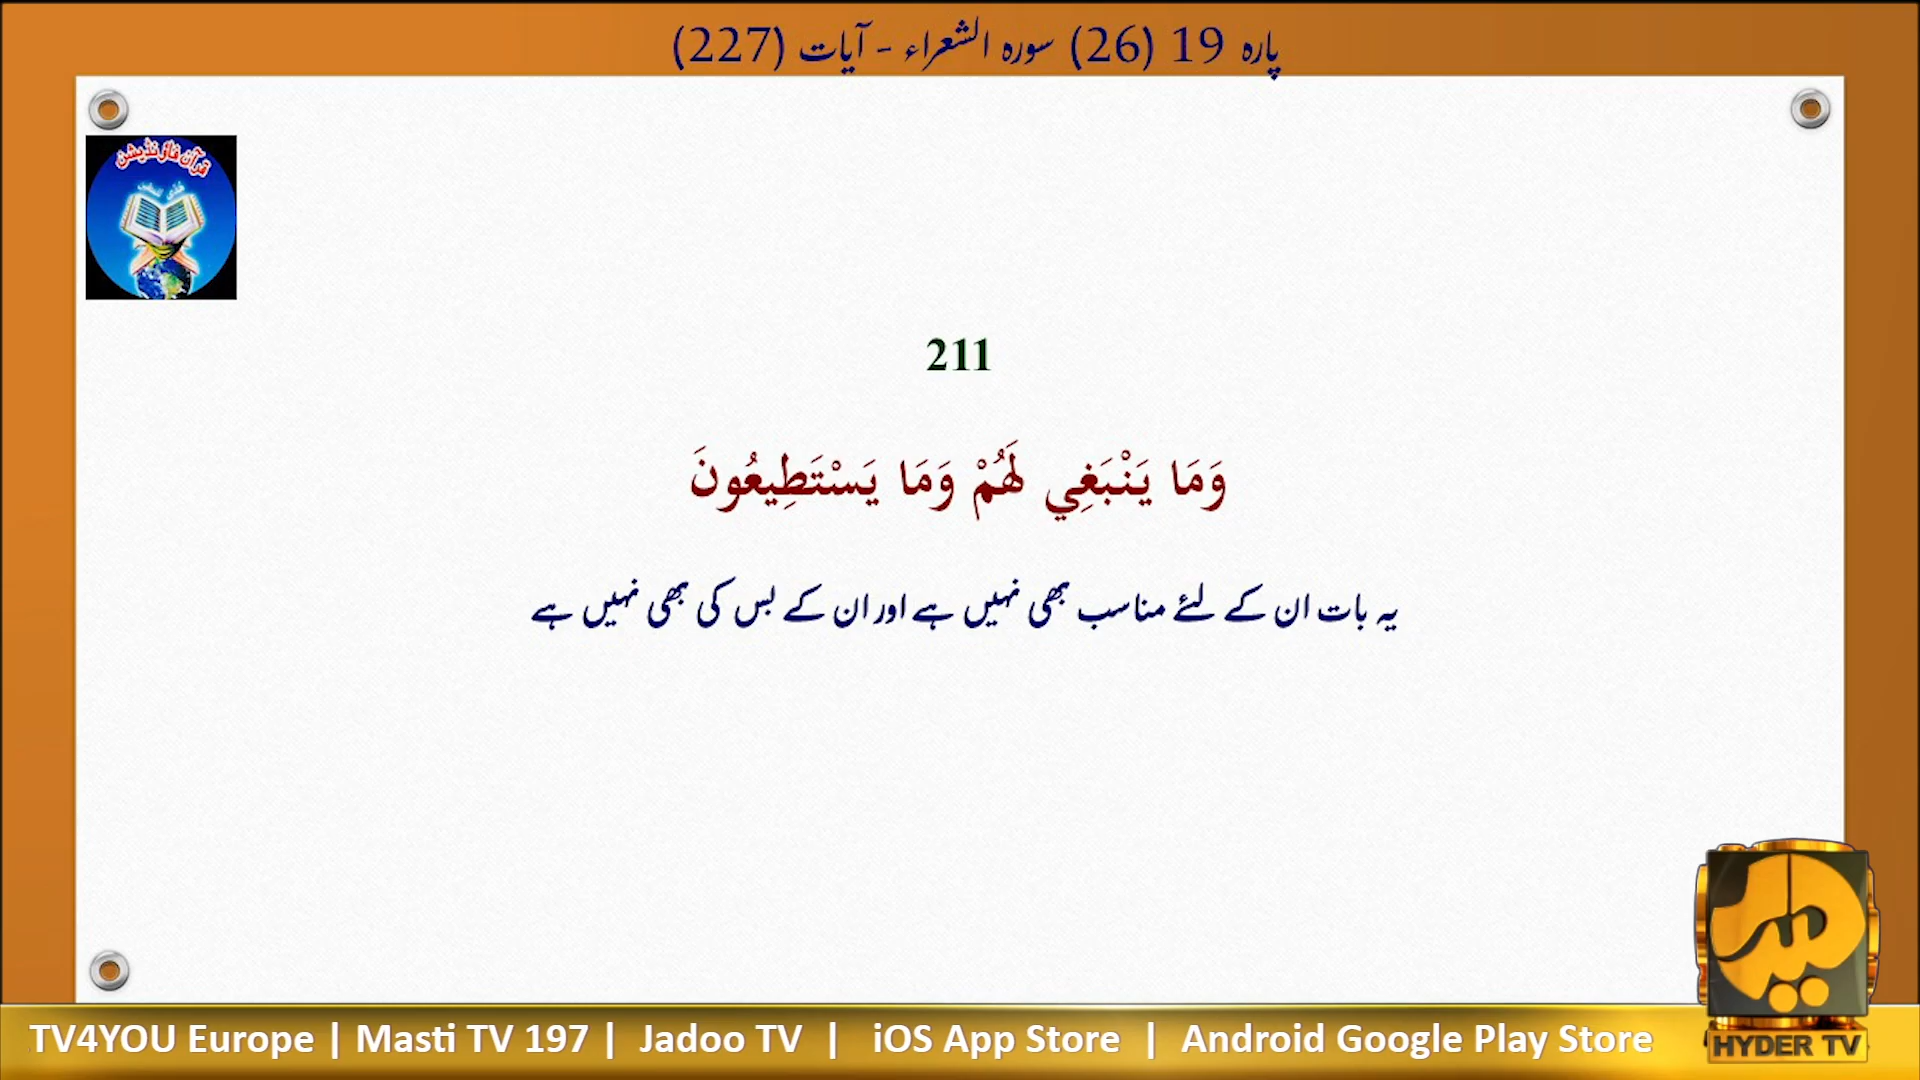 پارہ 19 (26) سورہ الشعراء - آیات (227)
قرآن فاؤنڈیشن
211
وَمَا يَنْبَغِي لَهُمْ وَمَا يَسْتَطِيعُونَ
یہ بات ان کے لئے مناسب بھی نہیں ہے اور ان کے بس کی بھی نہیں ہے
TV4YOU Europe | Masti TV 197 | Jadoo TV | iOS App Store | Android Google Play Store
HYDER TV